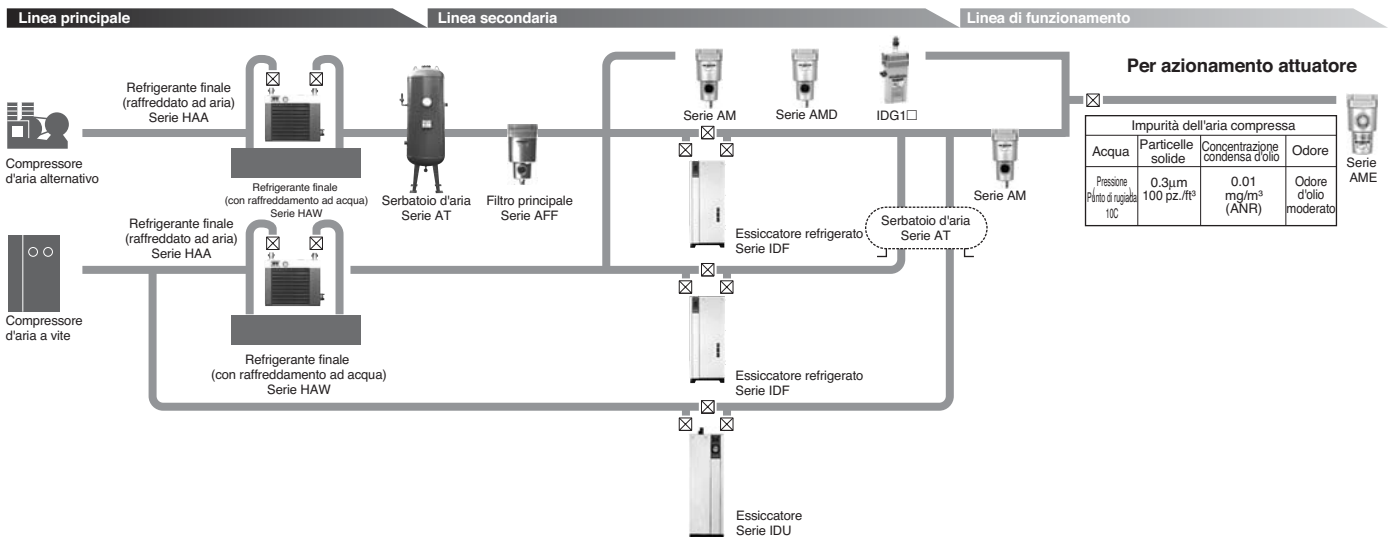 Linea principale
Linea secondaria
Linea di funzionamento
Refrigerante finale
(raffreddato ad aria)
Serie HAA
Compressore
d'aria alternativo
Refrigerante finale
(con raffreddamento ad acqua)
Serie HAW
Serbatoio d'aria
Serie AT
Filtro principale
Serie AFF
Serie AM
Serie AMD
IDG1□
Per azionamento attuatore
Impurità dell'aria compressa
Acqua
Particelle
solide
Concentrazione
condensa d'olio
Odore
Pressione
Punto di rugiada
10C
0.3μm
100 pz./ft³
0.01
mg/m³
(ANR)
Odore
d'olio
moderato
Serie
AME
Serie AM
Refrigerante finale
(raffreddato ad aria)
Serie HAA
Compressore
d'aria a vite
Refrigerante finale
(con raffreddamento ad acqua)
Serie HAW
Essiccatore refrigerato
Serie IDF
Serbatoio d'aria
Serie AT
Essiccatore refrigerato
Serie IDF
Essiccatore
Serie IDU